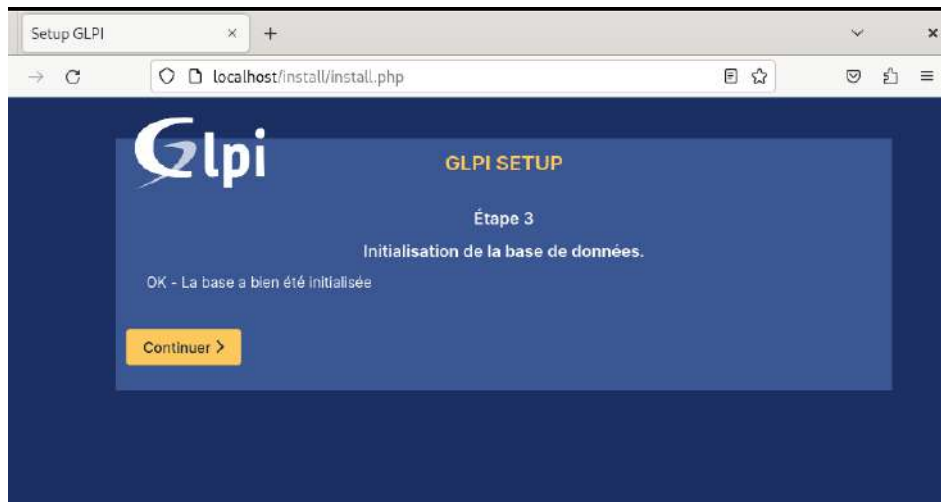 Setup GLPI
localhost/install/install.php
Glpi
GLPI SETUP
Étape 3
Initialisation de la base de données.
OK - La base a bien été initialisée
Continuer